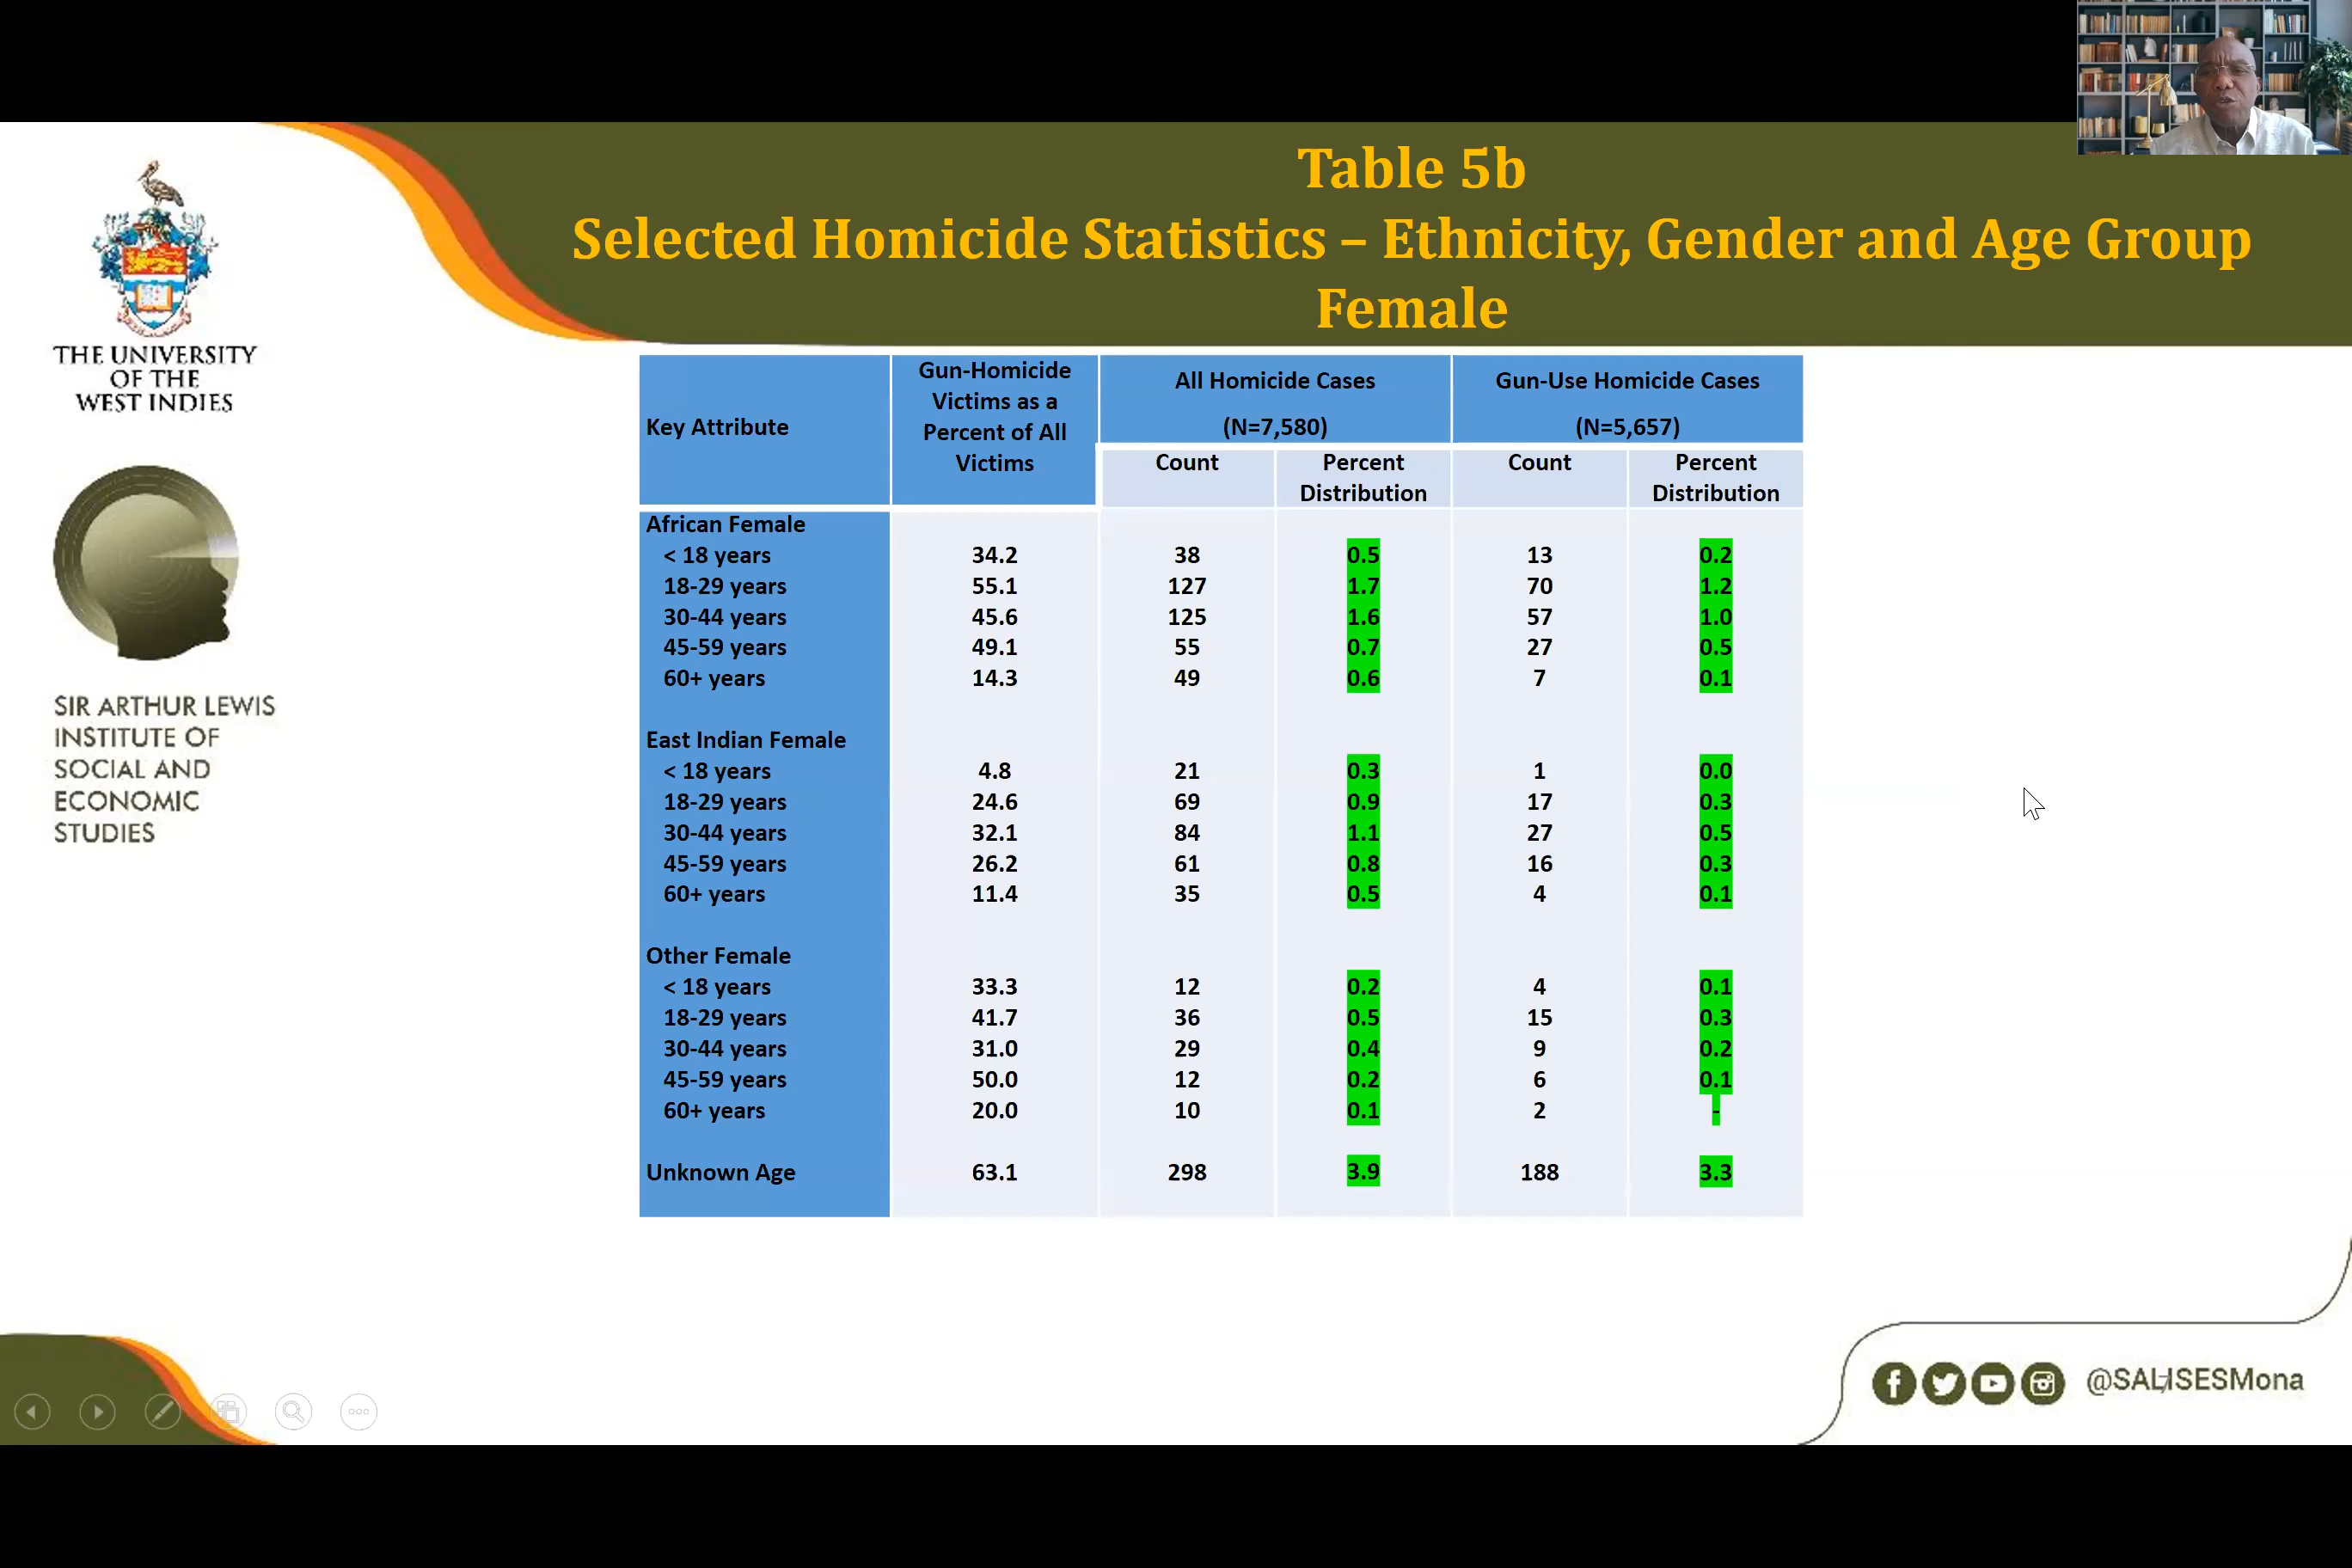 Table 5b
Selected Homicide Statistics – Ethnicity, Gender and Age Group
Female
THE UNIVERSITY
OF THE
WEST INDIES
SIR ARTHUR LEWIS
INSTITUTE OF
SOCIAL AND
ECONOMIC
STUDIES
Key Attribute
Gun-Homicide
Victims as a
Percent of All
Victims
All Homicide Cases
(N=7,580)
Gun-Use Homicide Cases
(N=5,657)
Count
Percent
Distribution
Count
Percent
Distribution
African Female
< 18 years 34.2 38 0.5 13 0.2
18-29 years 55.1 127 1.7 70 1.2
30-44 years 45.6 125 1.6 57 1.0
45-59 years 49.1 55 0.7 27 0.5
60+ years 14.3 49 0.6 7 0.1
East Indian Female
< 18 years 4.8 21 0.3 1 0.0
18-29 years 24.6 69 0.9 17 0.3
30-44 years 32.1 84 1.1 27 0.5
45-59 years 26.2 61 0.8 16 0.3
60+ years 11.4 35 0.5 4 0.1
Other Female
< 18 years 33.3 12 0.2 4 0.1
18-29 years 41.7 36 0.5 15 0.3
30-44 years 31.0 29 0.4 9 0.2
45-59 years 50.0 12 0.2 6 0.1
60+ years 20.0 10 0.1 2 -
Unknown Age 63.1 298 3.9 188 3.3
@SALISESMona